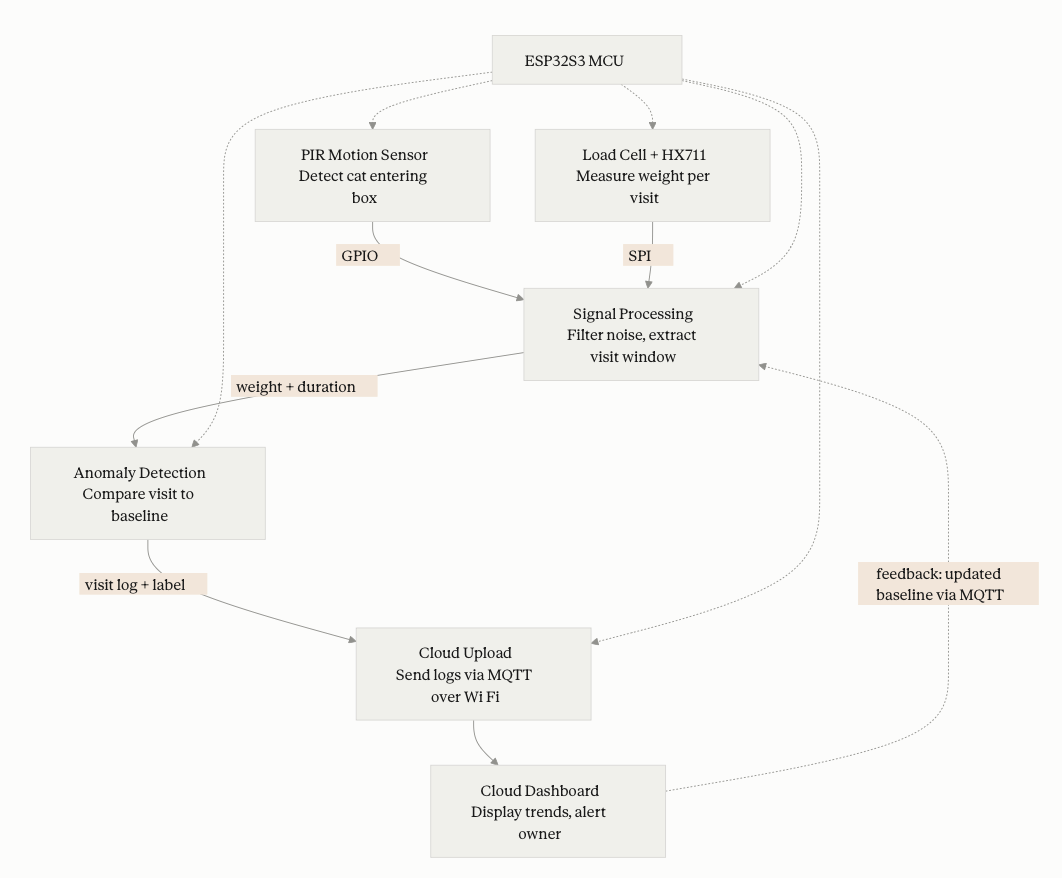 ESP32S3 MCU
PIR Motion Sensor
Detect cat entering
box
Load Cell + HX711
Measure weight per
visit
GPIO
SPI
Signal Processing
Filter noise, extract
visit window
weight + duration
Anomaly Detection
Compare visit to
baseline
visit log + label
feedback: updated
baseline via MQTT
Cloud Upload
Send logs via MQTT
over Wi Fi
Cloud Dashboard
Display trends, alert
owner